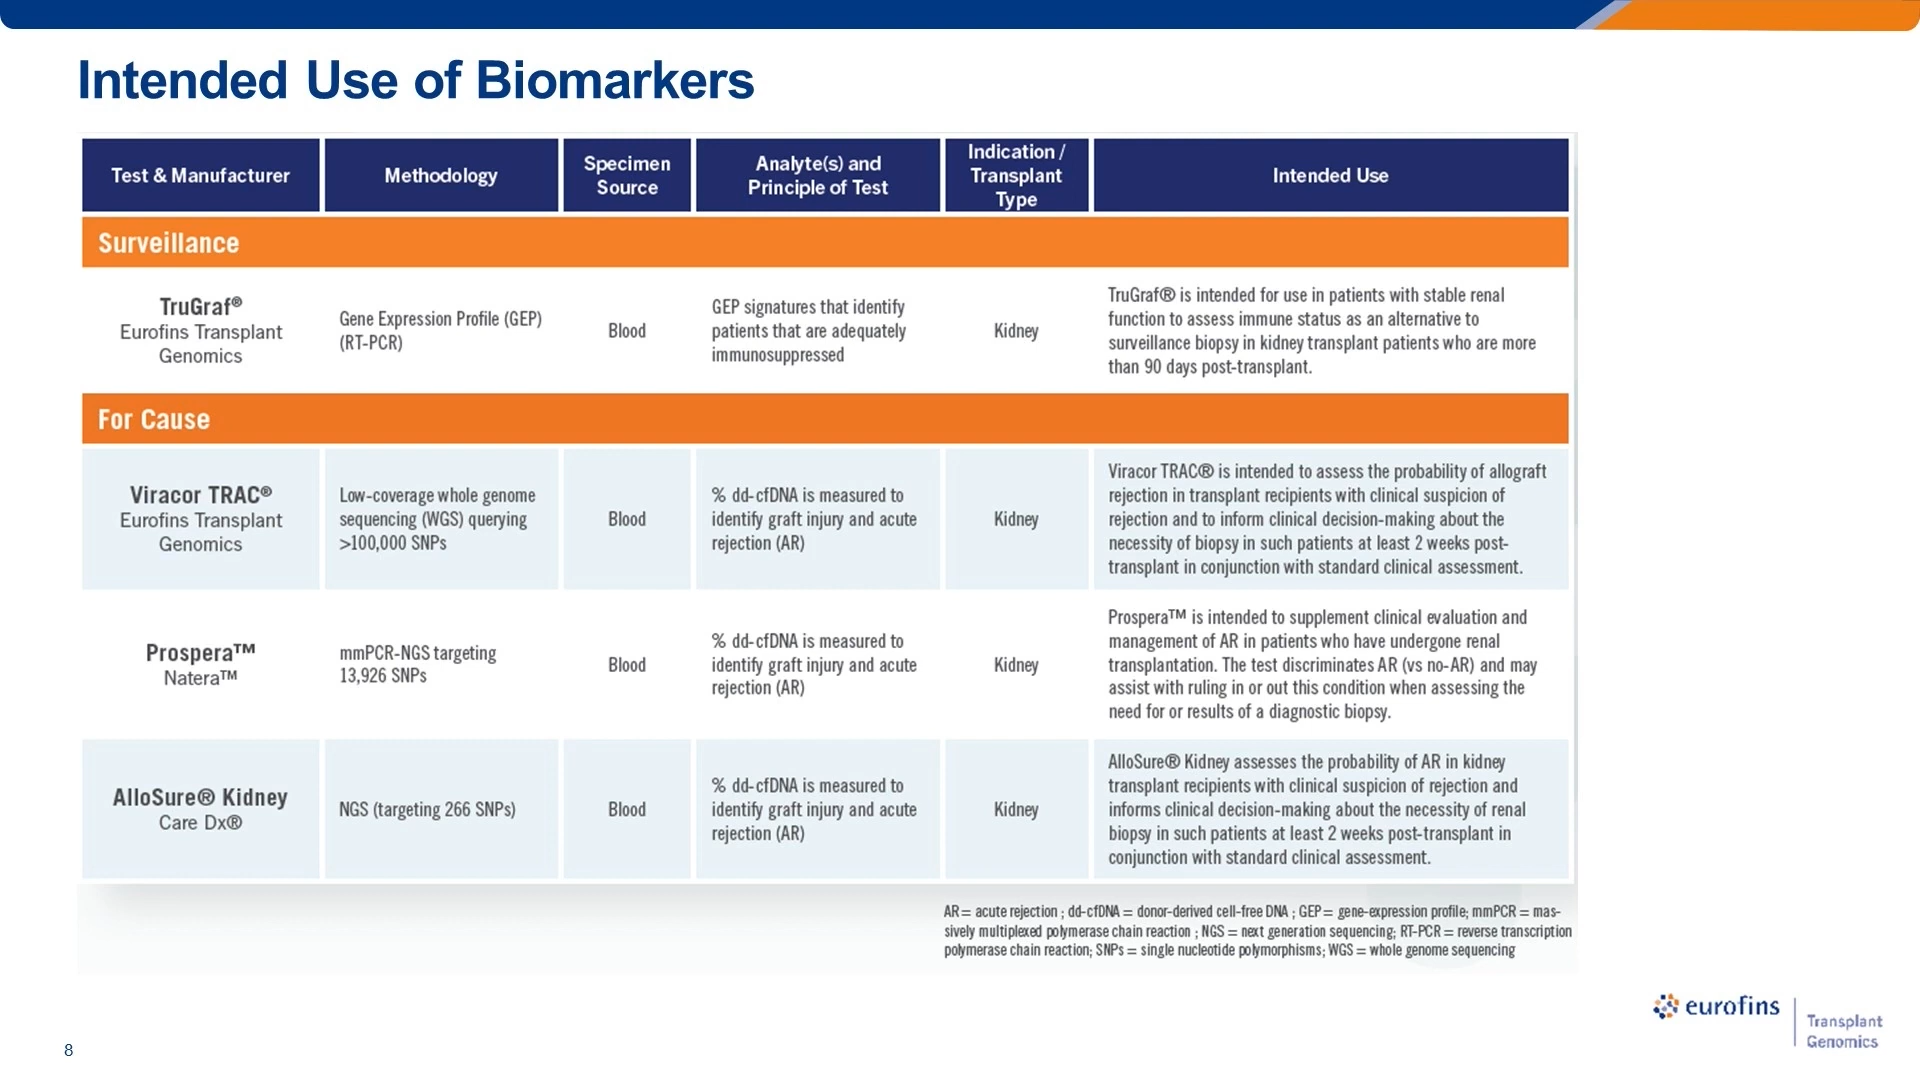 Intended Use of Biomarkers
Test & Manufacturer
Methodology
Specimen
Source
Analyte(s) and
Principle of Test
Indication /
Transplant
Type
Intended Use
Surveillance
TruGraf®
Eurofins Transplant
Genomics
Gene Expression Profile (GEP)
(RT-PCR)
Blood
GEP signatures that identify
patients that are adequately
immunosuppressed
Kidney
TruGraf® is intended for use in patients with stable renal
function to assess immune status as an alternative to
surveillance biopsy in kidney transplant patients who are more
than 90 days post-transplant.
For Cause
Viracor TRAC®
Eurofins Transplant
Genomics
Low-coverage whole genome
sequencing (WGS) querying
>100,000 SNPs
Blood
% dd-cfDNA is measured to
identify graft injury and acute
rejection (AR)
Kidney
Viracor TRAC® is intended to assess the probability of allograft
rejection in transplant recipients with clinical suspicion of
rejection and to inform clinical decision-making about the
necessity of biopsy in such patients at least 2 weeks post-
transplant in conjunction with standard clinical assessment.
Prospera™
Natera™
mmPCR-NGS targeting
13,926 SNPs
Blood
% dd-cfDNA is measured to
identify graft injury and acute
rejection (AR)
Kidney
Prospera™ is intended to supplement clinical evaluation and
management of AR in patients who have undergone renal
transplantation. The test discriminates AR (vs no-AR) and may
assist with ruling in or out this condition when assessing the
need for or results of a diagnostic biopsy.
AlloSure® Kidney
Care Dx®
NGS (targeting 266 SNPs)
Blood
% dd-cfDNA is measured to
identify graft injury and acute
rejection (AR)
Kidney
AlloSure® Kidney assesses the probability of AR in kidney
transplant recipients with clinical suspicion of rejection and
informs clinical decision-making about the necessity of renal
biopsy in such patients at least 2 weeks post-transplant in
conjunction with standard clinical assessment.
AR = acute rejection ; dd-cfDNA = donor-derived cell-free DNA ; GEP = gene-expression profile; mmPCR = mas-
sively multiplexed polymerase chain reaction ; NGS = next generation sequencing; RT-PCR = reverse transcription
polymerase chain reaction; SNPs = single nucleotide polymorphisms; WGS = whole genome sequencing
eurofins
Transplant
Genomics
8